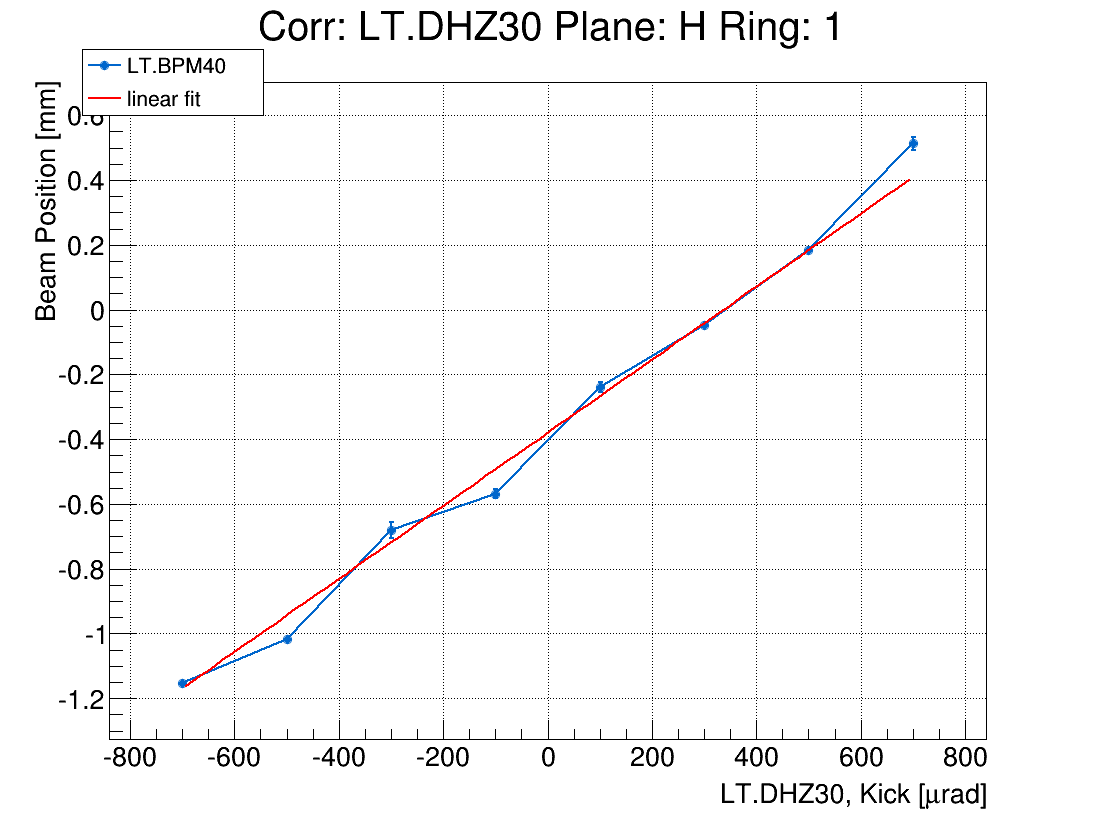 Corr: LT.DHZ30 Plane: H Ring: 1
LT.BPM40
linear fit
Beam Position [mm]
0.6
0.4
0.2
0
-0.2
-0.4
-0.6
-0.8
-1
-1.2
-800 -600 -400 -200 0 200 400 600 800
LT.DHZ30, Kick [μrad]